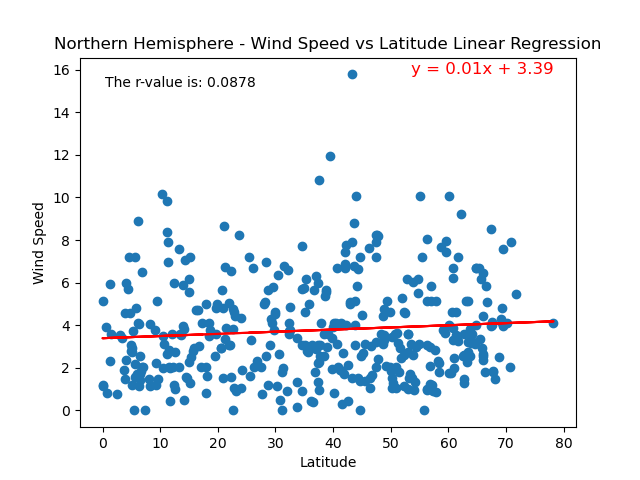 Northern Hemisphere - Wind Speed vs Latitude Linear Regression
y = 0.01x + 3.39
The r-value is: 0.0878
16
14
12
10
8
6
4
2
0
Wind Speed
0 10 20 30 40 50 60 70 80
Latitude